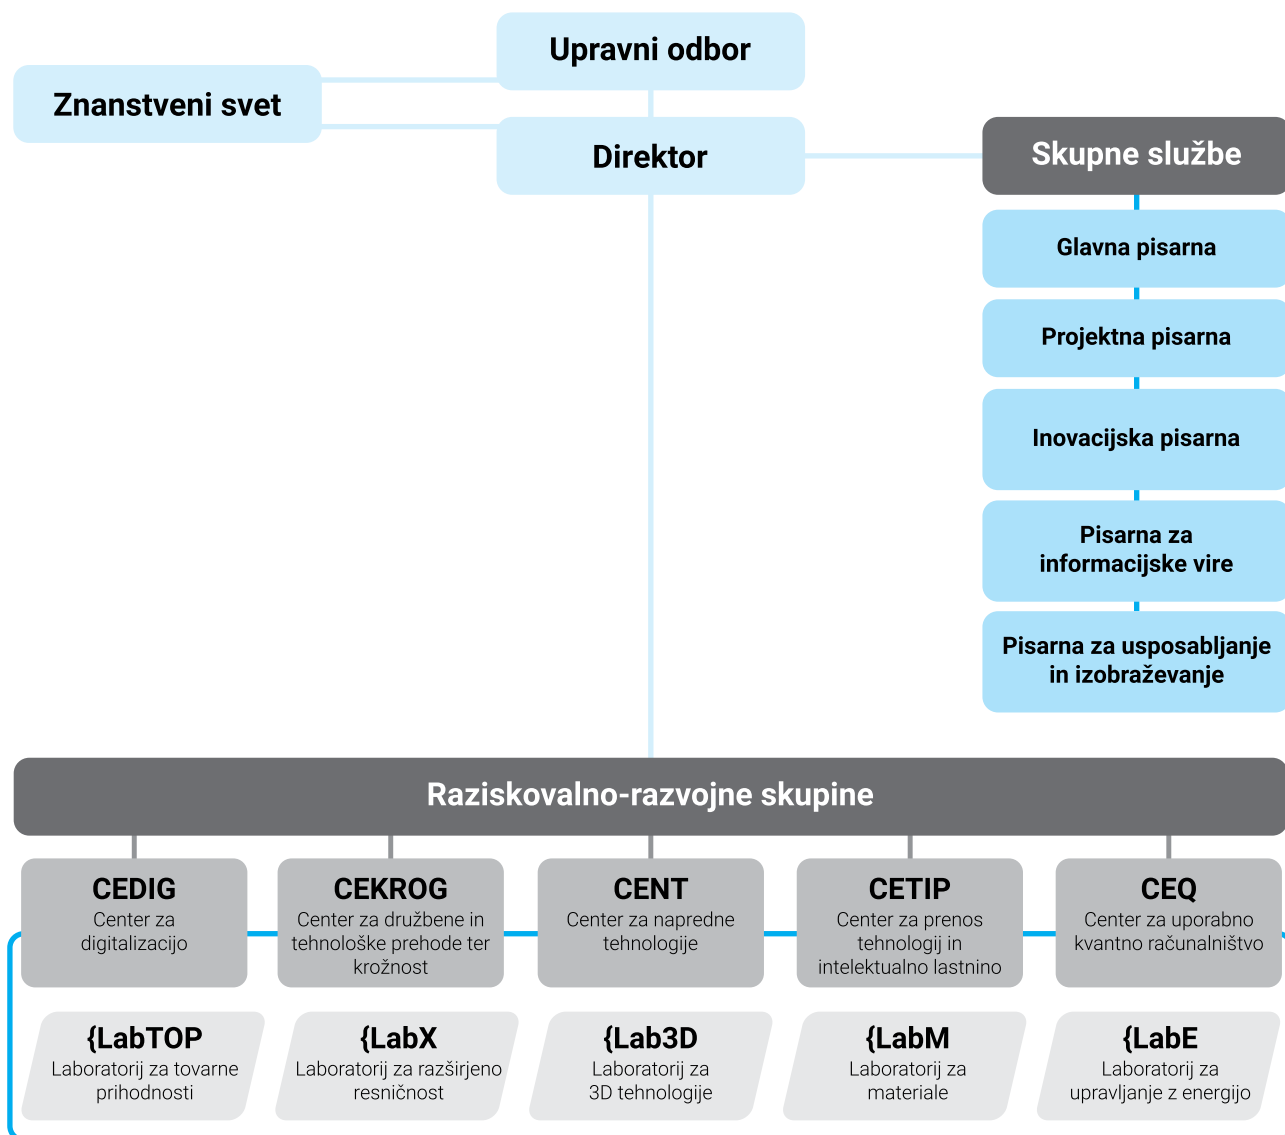 Upravni odbor
Znanstveni svet
Direktor
Skupne službe
Glavna pisarna
Projektna pisarna
Inovacijska pisarna
Pisarna za
informacijske vire
Pisarna za usposabljanje
in izobraževanje
Raziskovalno-razvojne skupine
CEDIG
Center za
digitalizacijo
CEKROG
Center za družbene in
tehnološke prehode ter
krožnost
CENT
Center za napredne
tehnologije
CETIP
Center za prenos
tehnologij in
intelektualno lastnino
CEQ
Center za uporabno
kvantno računalništvo
{LabTOP
Laboratorij za tovarne
prihodnosti
{LabX
Laboratorij za razširjeno
resničnost
{Lab3D
Laboratorij za
3D tehnologije
{LabM
Laboratorij za
materiale
{LabE
Laboratorij za
upravljanje z energijo